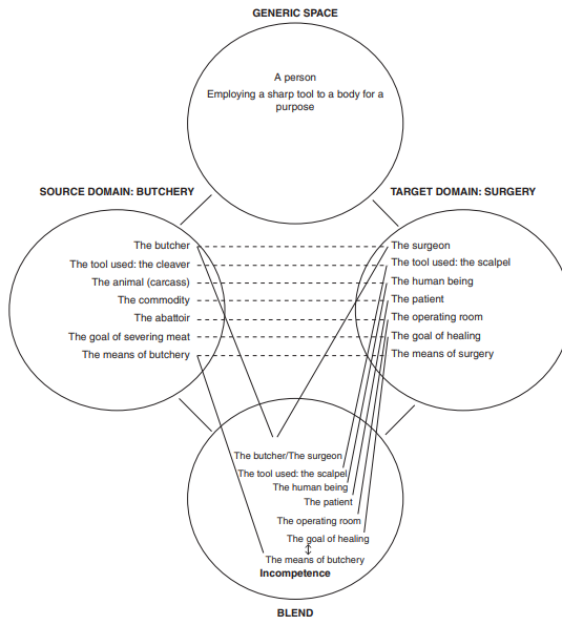 GENERIC SPACE
A person
Employing a sharp tool to a body for a
purpose
SOURCE DOMAIN: BUTCHERY
TARGET DOMAIN: SURGERY
The butcher
The surgeon
The tool used: the cleaver
The tool used: the scalpel
The animal (carcass)
The human being
The commodity
The patient
The abattoir
The operating room
The goal of severing meat
The goal of healing
The means of butchery
The means of surgery
The butcher/The surgeon
The tool used: the scalpel
The human being
The patient
The operating room
The goal of healing
The means of butchery
Incompetence
BLEND